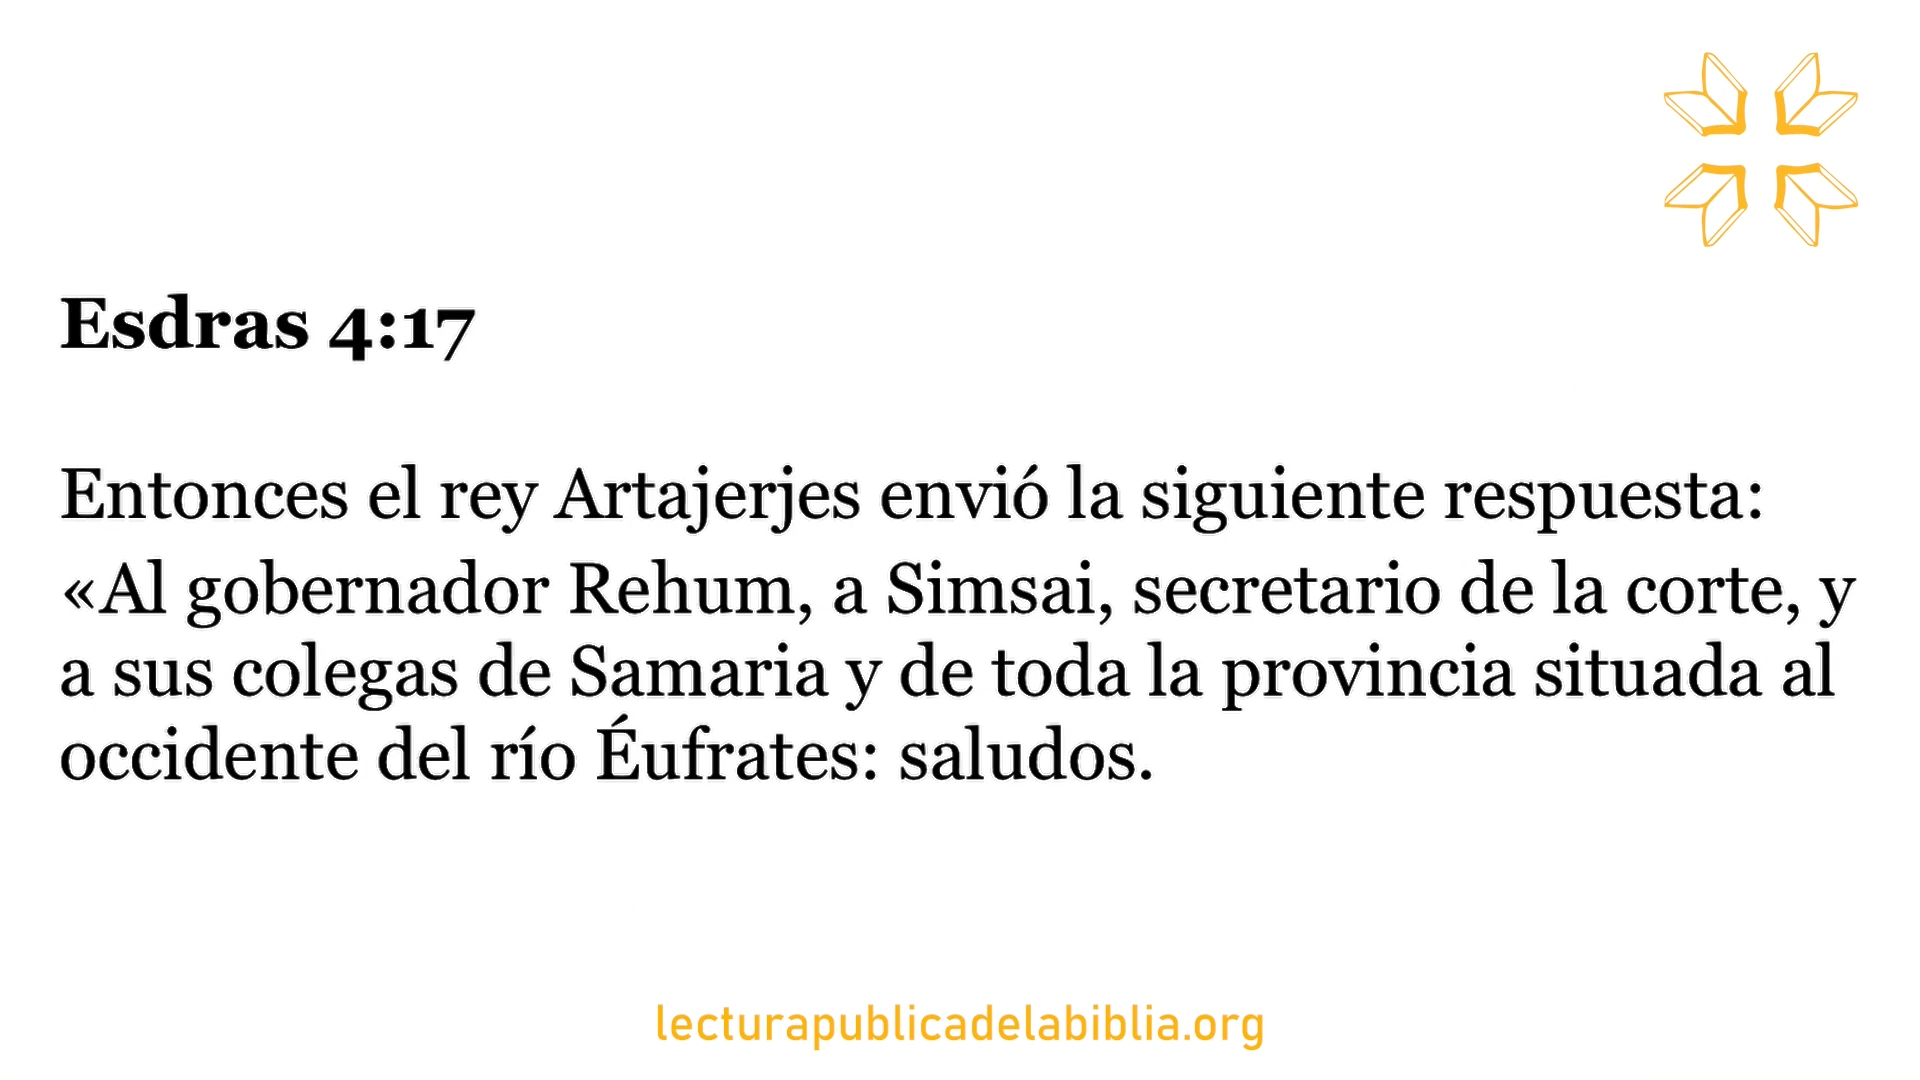 Esdras 4:17
Entonces el rey Artajerjes envió la siguiente respuesta:
«Al gobernador Rehum, a Simsai, secretario de la corte, y
a sus colegas de Samaria y de toda la provincia situada al
occidente del río Éufrates: saludos.
lecturapublicadelabiblia.org